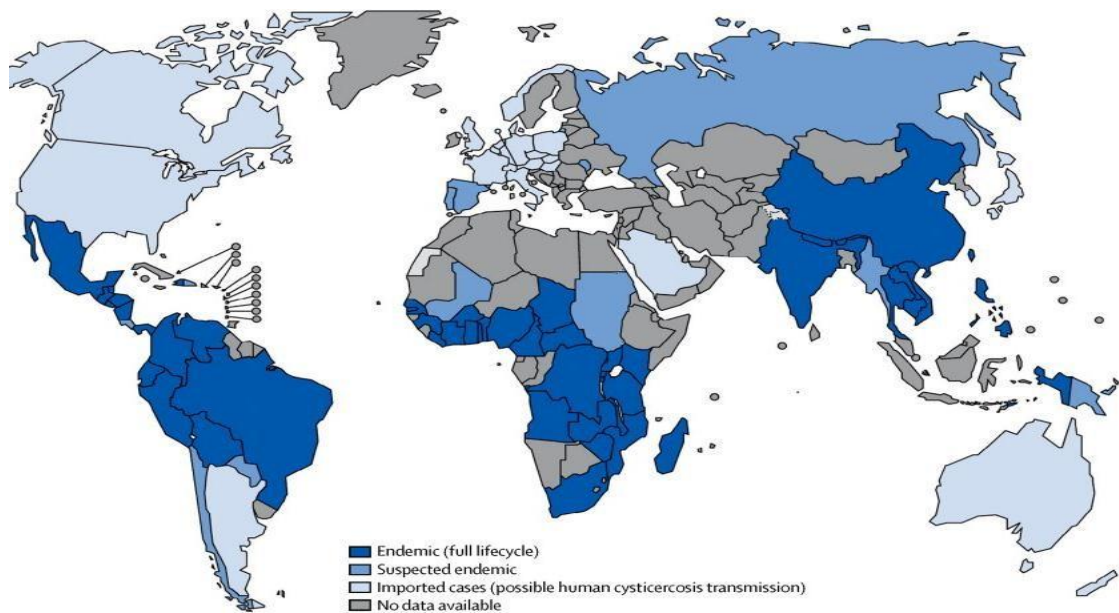 Endemic (full lifecycle)
Suspected endemic
Imported cases (possible human cysticercosis transmission)
No data available